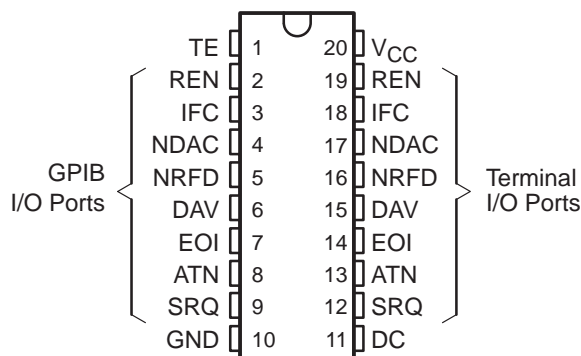 TE 1 20 VCC
REN 2 19 REN
IFC 3 18 IFC
NDAC 4 17 NDAC
GPIB
I/O Ports
NRFD 5 16 NRFD
Terminal
I/O Ports
DAV 6 15 DAV
EOI 7 14 EOI
ATN 8 13 ATN
SRQ 9 12 SRQ
GND 10 11 DC